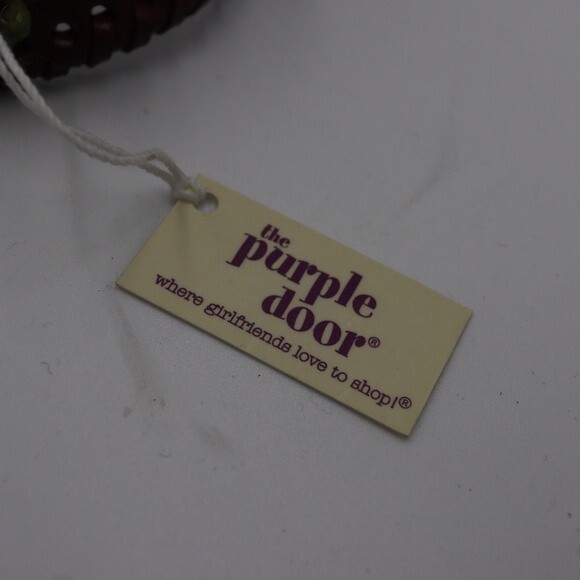 the
purple
door®
where girlfriends love to shop!®